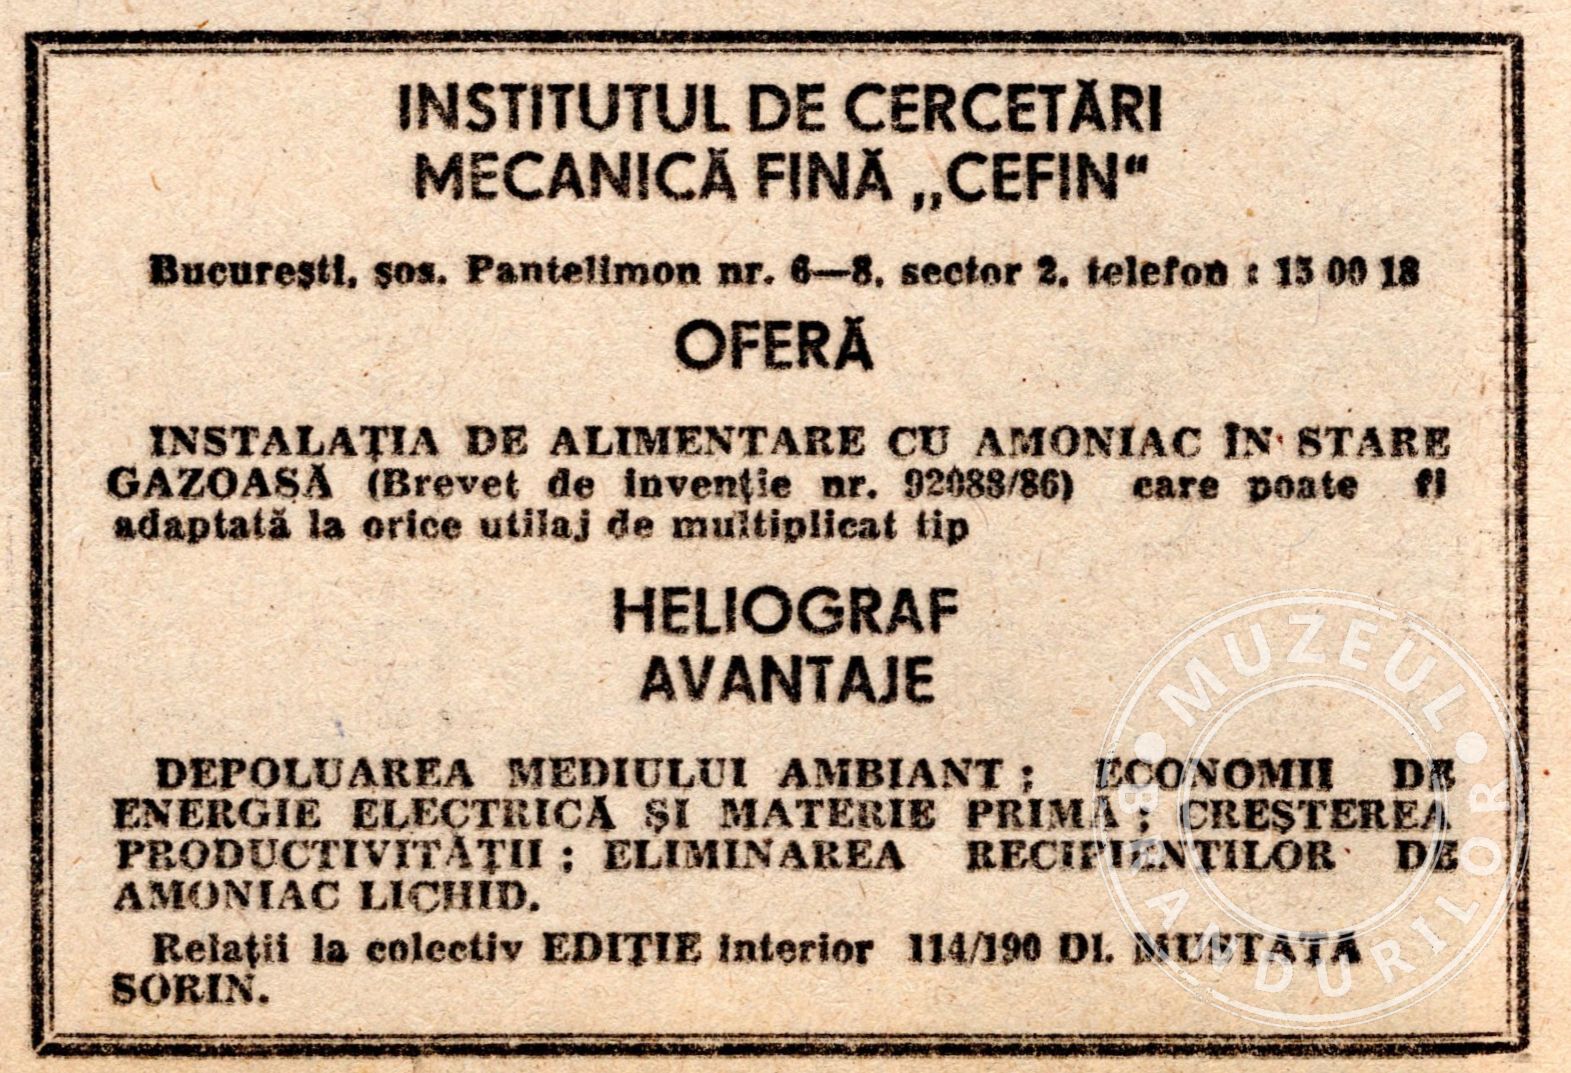 INSTITUTUL DE CERCETĂRI
MECANICĂ FINĂ „CEFIN“
București, șos. Pantelimon nr. 6—8, sector 2, telefon : 15 00 18
OFERĂ
INSTALAȚIA DE ALIMENTARE CU AMONIAC ÎN STARE
GAZOASĂ (Brevet de invenție nr. 92088/86) care poate fi
adaptată la orice utilaj de multiplicat tip
HELIOGRAF
AVANTAJE
DEPOLUAREA MEDIULUI AMBIANT ; ECONOMII DE
ENERGIE ELECTRICĂ ȘI MATERIE PRIMĂ ; CREȘTEREA
PRODUCTIVITĂȚII ; ELIMINAREA RECIPIENȚILOR DE
AMONIAC LICHID.
Relații la colectiv EDIȚIE interior 114/190 Dl. MUSTAȚĂ
SORIN.
MUZEUL
ABANDURILOR